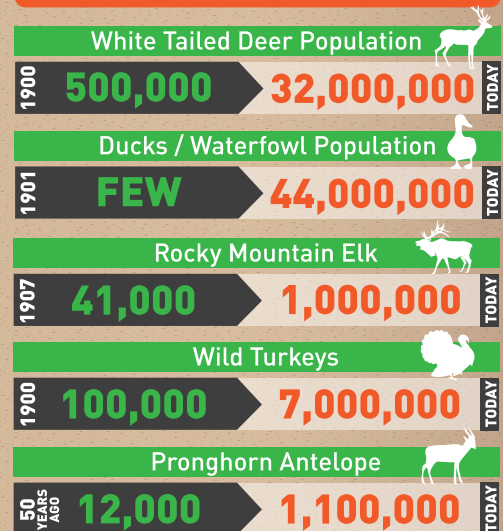 White Tailed Deer Population
1900 500,000 32,000,000 TODAY
Ducks / Waterfowl Population
1901 FEW 44,000,000 TODAY
Rocky Mountain Elk
1907 41,000 1,000,000 TODAY
Wild Turkeys
1900 100,000 7,000,000 TODAY
Pronghorn Antelope
50 YEARS AGO 12,000 1,100,000 TODAY